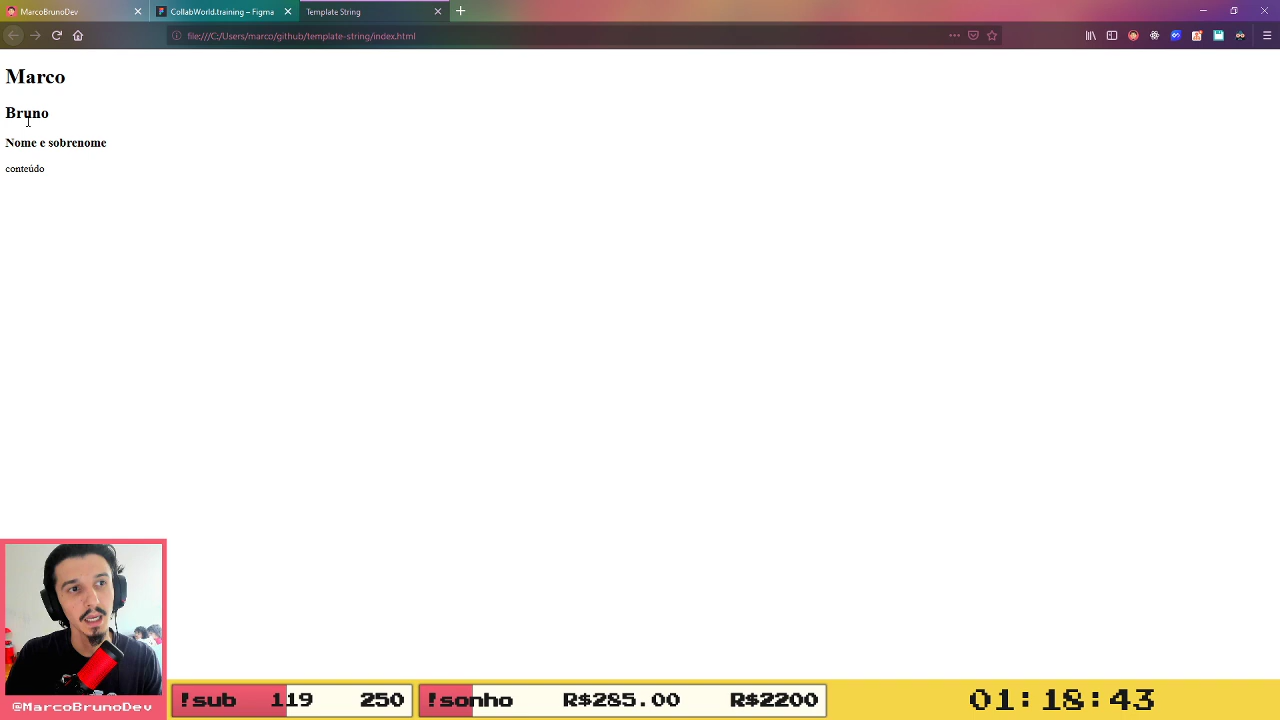 MarcoBrunoDev
CollabWorld.training – Figma
Template String
file:///C:/Users/marco/github/template-string/index.html
Marco
Bruno
Nome e sobrenome
conteúdo
@MarcoBrunoDev
!sub 119 250
!sonho R$285.00 R$2200
01:18:43